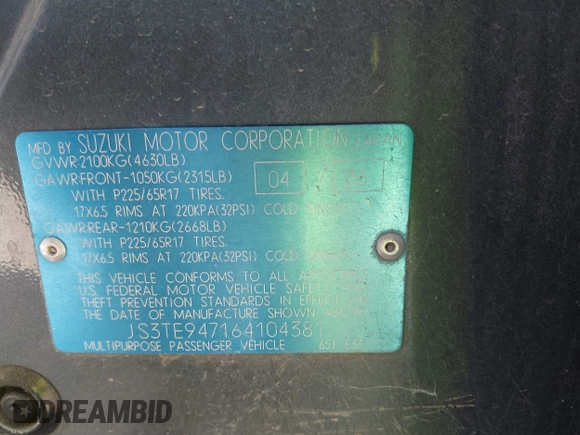 MFD BY SUZUKI MOTOR CORPORATION JAPAN
GVWR:2100KG(4630LB)
GAWR:FRONT-1050KG(2315LB) 04
WITH P225/65R17 TIRES,
17X6.5 RIMS AT 220KPA(32PSI) COLD
GAWR:REAR-1210KG(2668LB)
WITH P225/65R17 TIRES,
17X6.5 RIMS AT 220KPA(32PSI) COLD
THIS VEHICLE CONFORMS TO ALL
U.S. FEDERAL MOTOR VEHICLE SAFETY
THEFT PREVENTION STANDARDS IN EFFECT
THE DATE OF MANUFACTURE SHOWN
JS3TE947164104381
MULTIPURPOSE PASSENGER VEHICLE 65J
DREAMBID